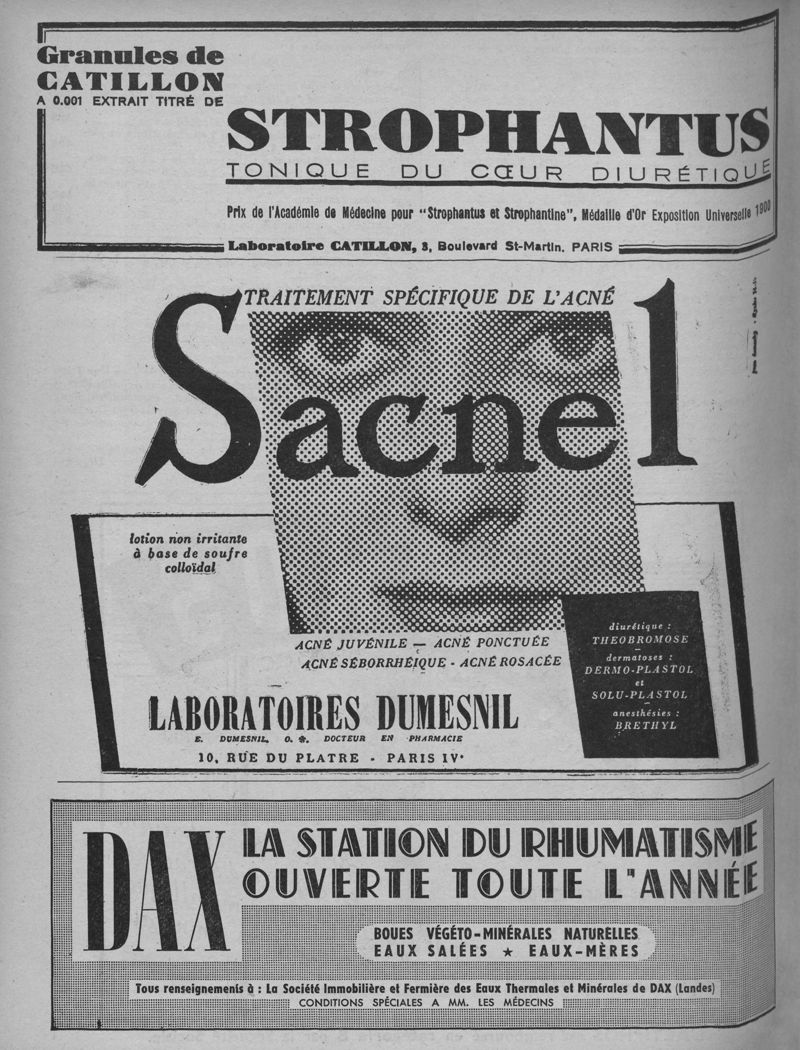 Granules de
CATILLON
A 0.001 EXTRAIT TITRÉ DE
STROPHANTUS
TONIQUE DU CŒUR DIURÉTIQUE
Prix de l'Académie de Médecine pour "Strophantus et Strophantine", Médaille d'Or Exposition Universelle 1900
Laboratoire CATILLON, 3, Boulevard St-Martin. PARIS
TRAITEMENT SPÉCIFIQUE DE L'ACNÉ
Sacnel
lotion non irritante
à base de soufre
colloïdal
ACNÉ JUVÉNILE — ACNÉ PONCTUÉE
ACNÉ SÉBORRHÉIQUE - ACNÉ ROSACÉE
diurétique :
THEOBROMOSE
dermatoses :
DERMO-PLASTOL
et
SOLU-PLASTOL
anesthésies :
BRETHYL
LABORATOIRES DUMESNIL
E. DUMESNIL, O. ✽. DOCTEUR EN PHARMACIE
10, RUE DU PLATRE - PARIS IVe
DAX
LA STATION DU RHUMATISME
OUVERTE TOUTE L'ANNÉE
BOUES VÉGÉTO-MINÉRALES NATURELLES
EAUX SALÉES ★ EAUX-MÈRES
Tous renseignements à : La Société Immobilière et Fermière des Eaux Thermales et Minérales de DAX (Landes)
CONDITIONS SPÉCIALES A MM. LES MÉDECINS